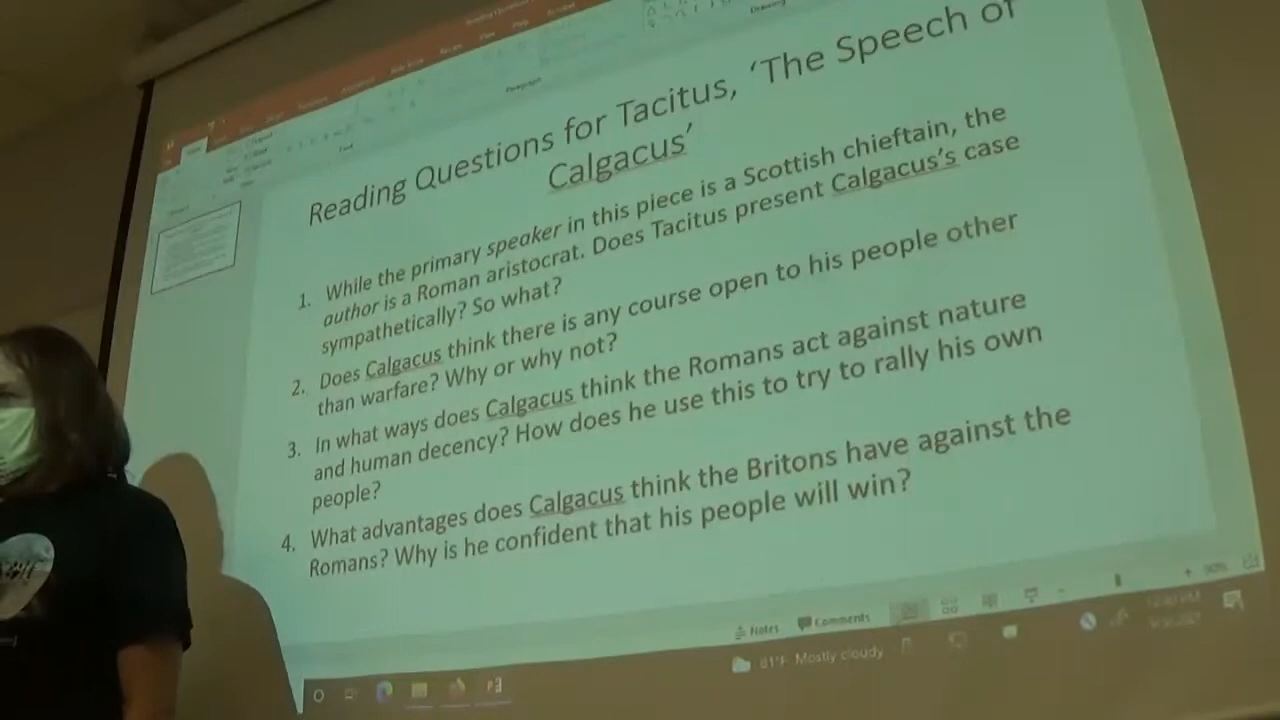 Reading Questions for Tacitus, ‘The Speech of
Calgacus’
1. While the primary speaker in this piece is a Scottish chieftain, the
author is a Roman aristocrat. Does Tacitus present Calgacus’s case
sympathetically? So what?
2. Does Calgacus think there is any course open to his people other
than warfare? Why or why not?
3. In what ways does Calgacus think the Romans act against nature
and human decency? How does he use this to try to rally his own
people?
4. What advantages does Calgacus think the Britons have against the
Romans? Why is he confident that his people will win?
Notes Comments
61°F Mostly cloudy